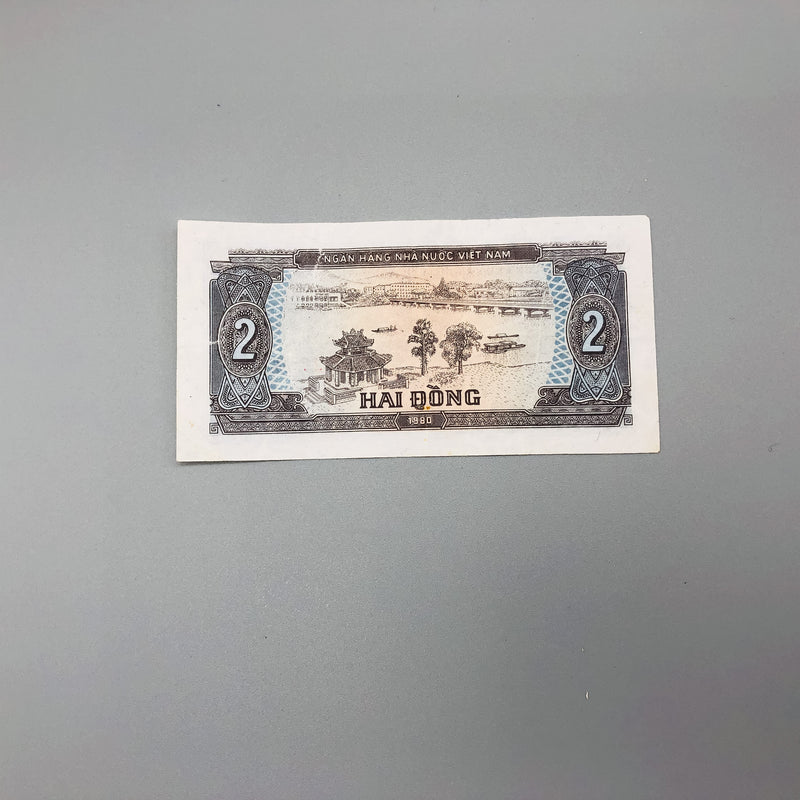 NGÂN HÀNG NHÀ NƯỚC VIỆT NAM
2 2
HAI ĐỒNG
1980